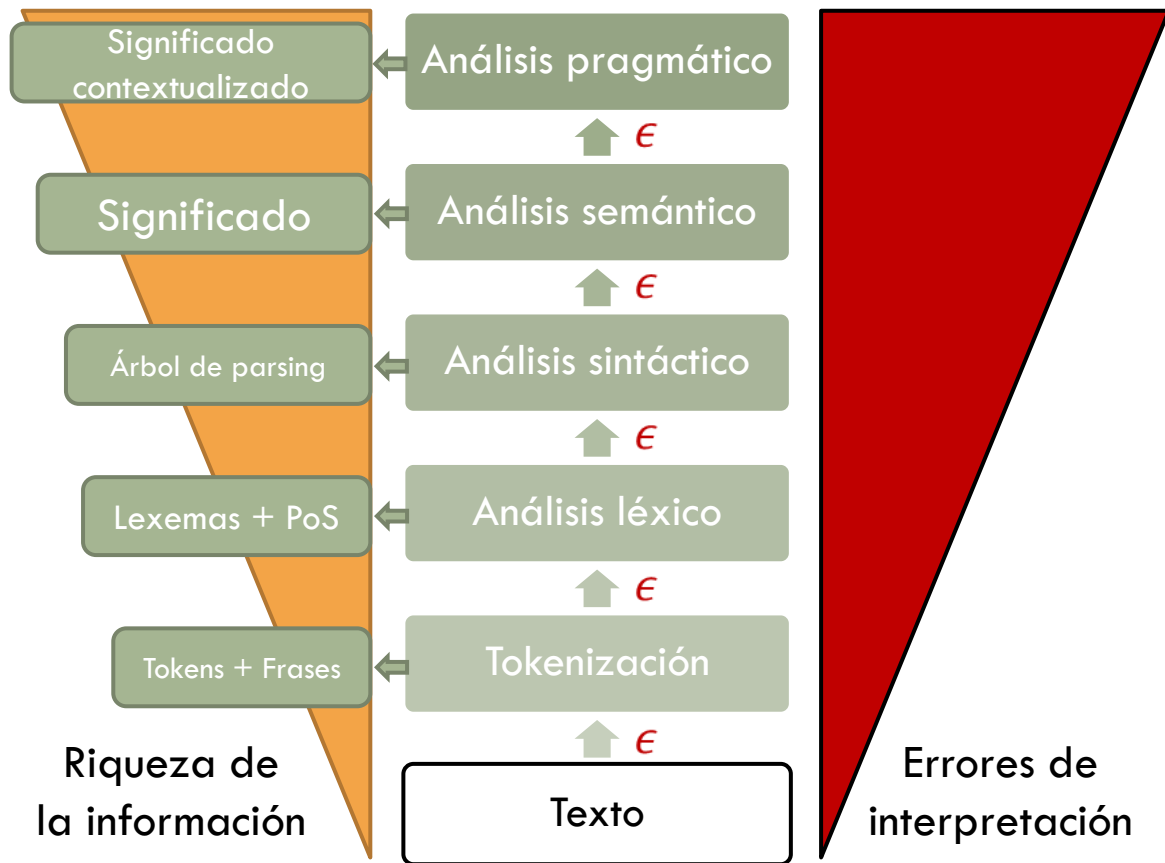 Significado
contextualizado
Análisis pragmático
ϵ
Significado
Análisis semántico
ϵ
Árbol de parsing
Análisis sintáctico
ϵ
Lexemas + PoS
Análisis léxico
ϵ
Tokens + Frases
Tokenización
ϵ
Riqueza de
la información
Texto
Errores de
interpretación